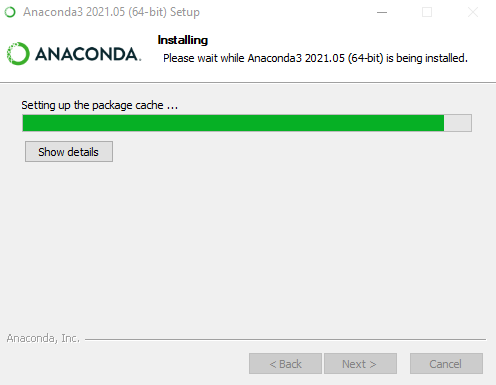 Anaconda3 2021.05 (64-bit) Setup
ANACONDA.
Installing
Please wait while Anaconda3 2021.05 (64-bit) is being installed.
Setting up the package cache ...
Show details
Anaconda, Inc.
< Back Next > Cancel